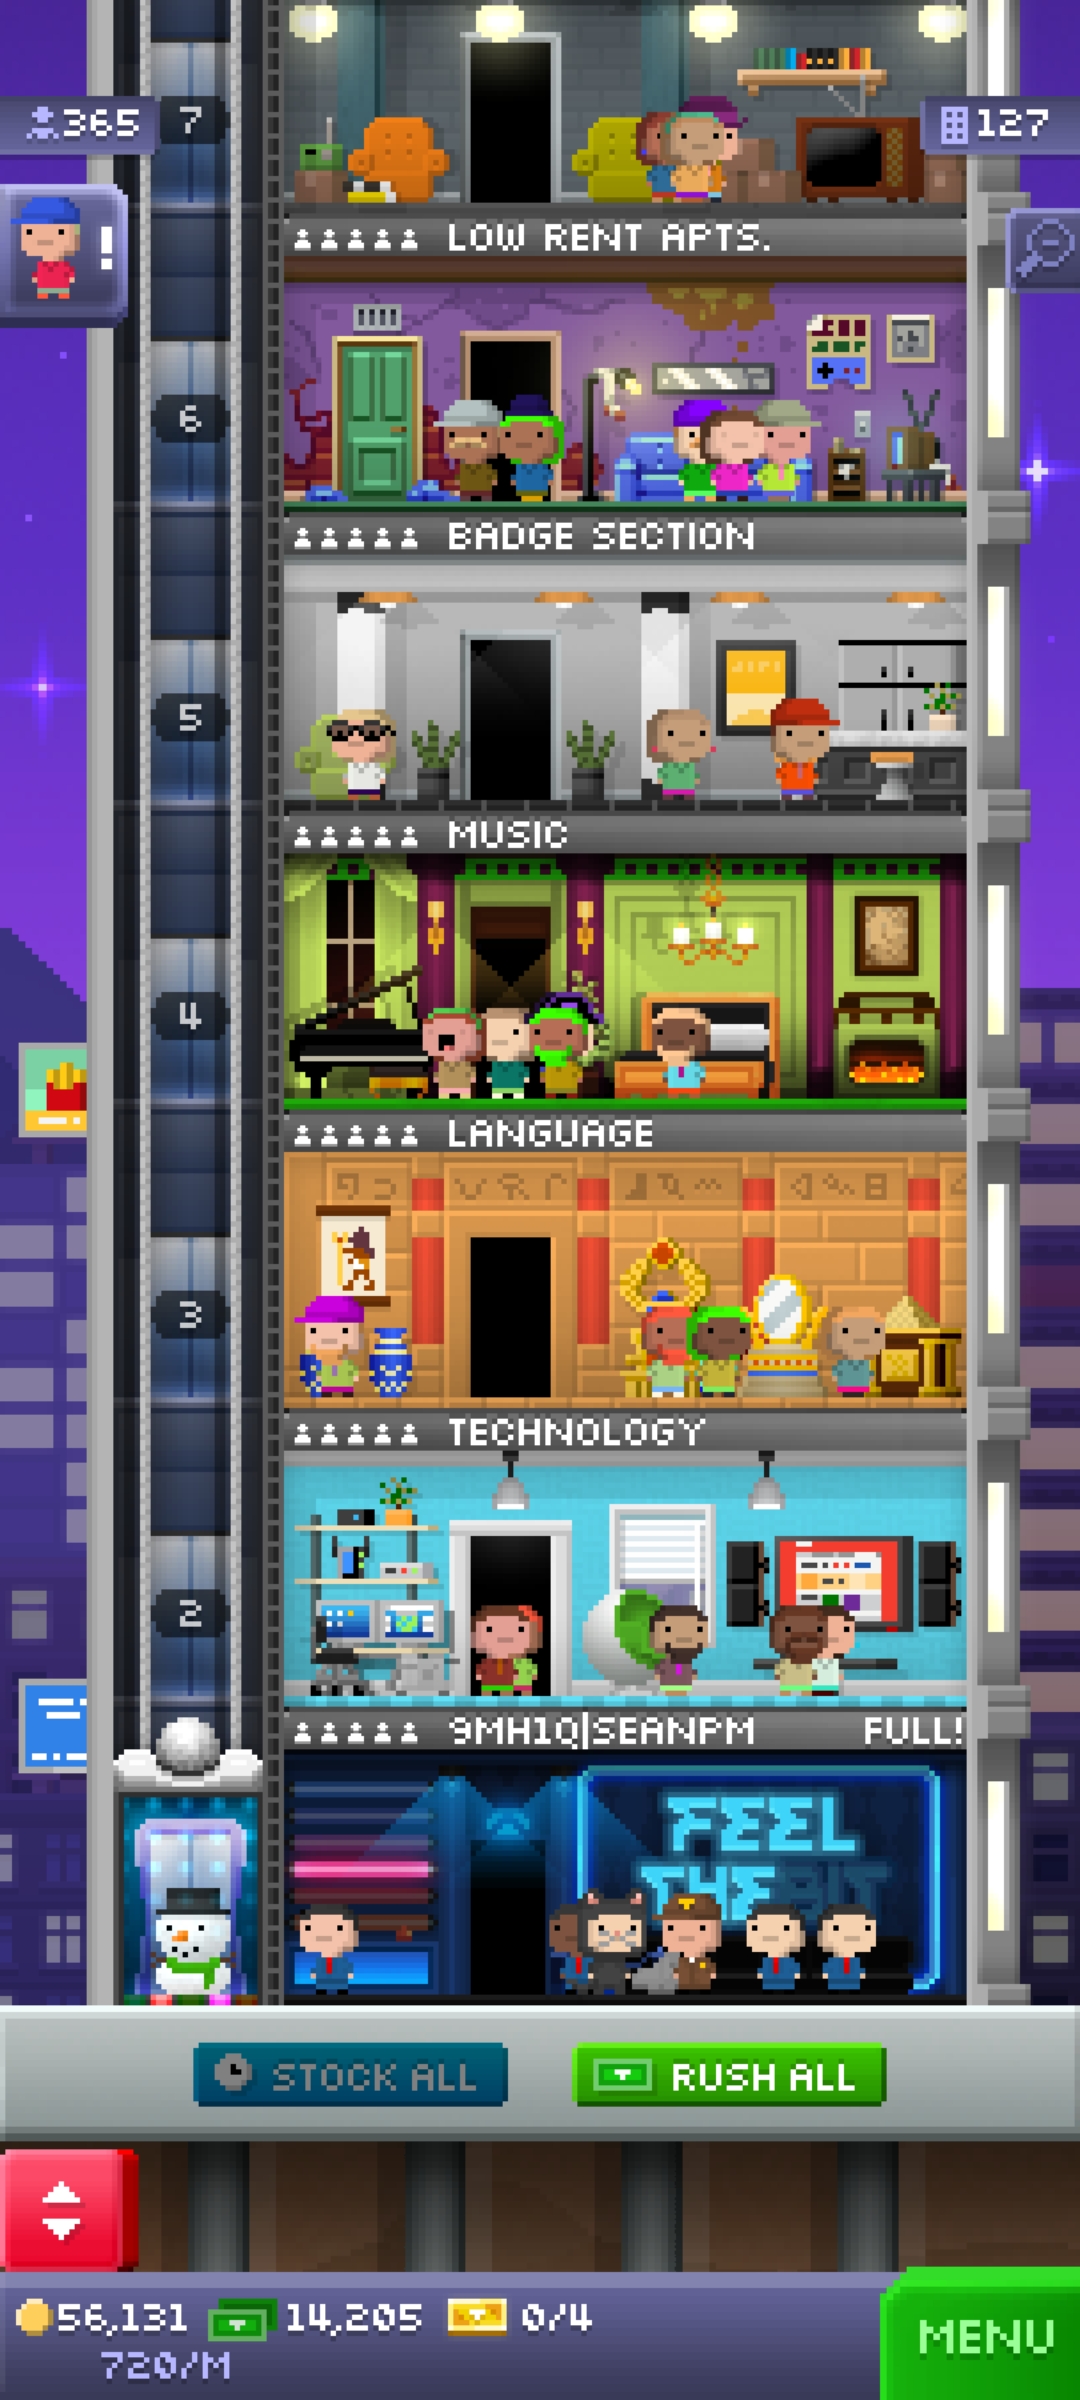 7
365
127
!
LOW RENT APTS.
6
BADGE SECTION
5
MUSIC
4
LANGUAGE
3
TECHNOLOGY
2
9MH1Q|SEANPM FULL!
FEEL
THE BIT
STOCK ALL
RUSH ALL
56,131 14,205 0/4
720/M
MENU